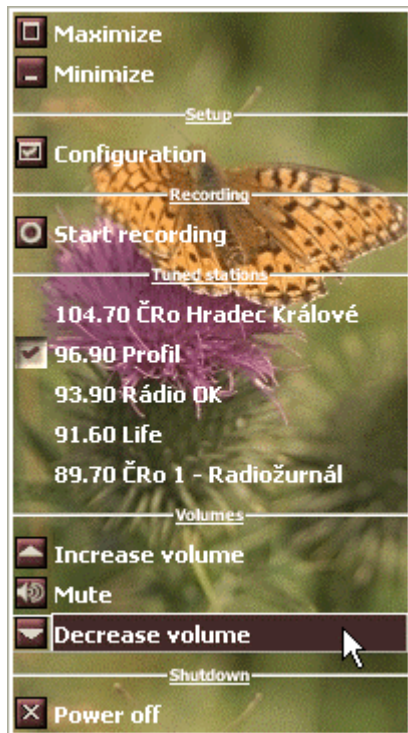 Maximize
Minimize
Setup
Configuration
Recording
Start recording
Tuned stations
104.70 ČRo Hradec Králové
96.90 Profil
93.90 Rádio OK
91.60 Life
89.70 ČRo 1 - Radiožurnál
Volumes
Increase volume
Mute
Decrease volume
Shutdown
Power off